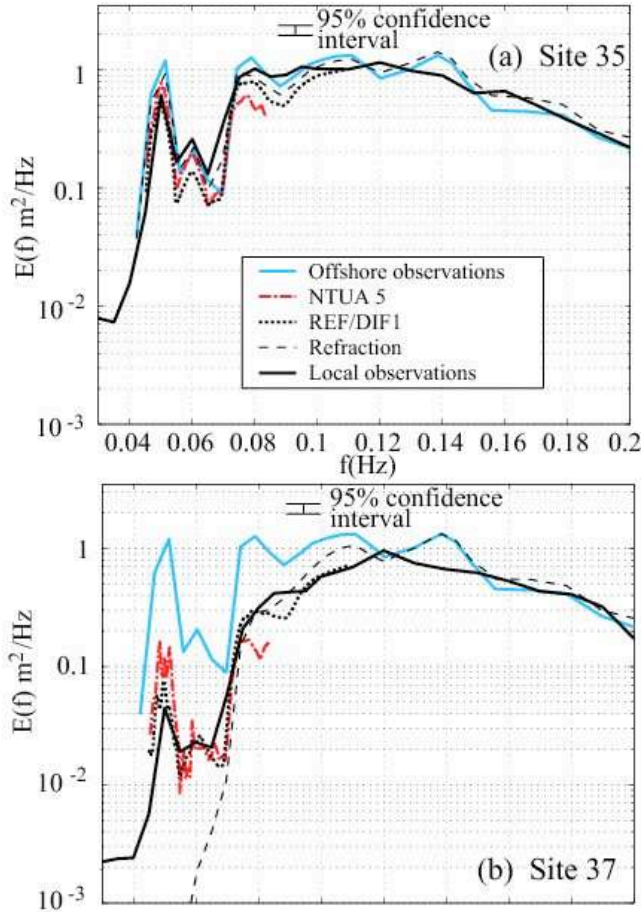 95% confidence
interval
(a) Site 35
1
0.1
10-2
10-3
E(f) m2/Hz
Offshore observations
NTUA 5
REF/DIF1
Refraction
Local observations
0.04 0.06 0.08 0.1 0.12 0.14 0.16 0.18 0.2
f(Hz)
95% confidence
interval
1
0.1
10-2
10-3
E(f) m2/Hz
(b) Site 37